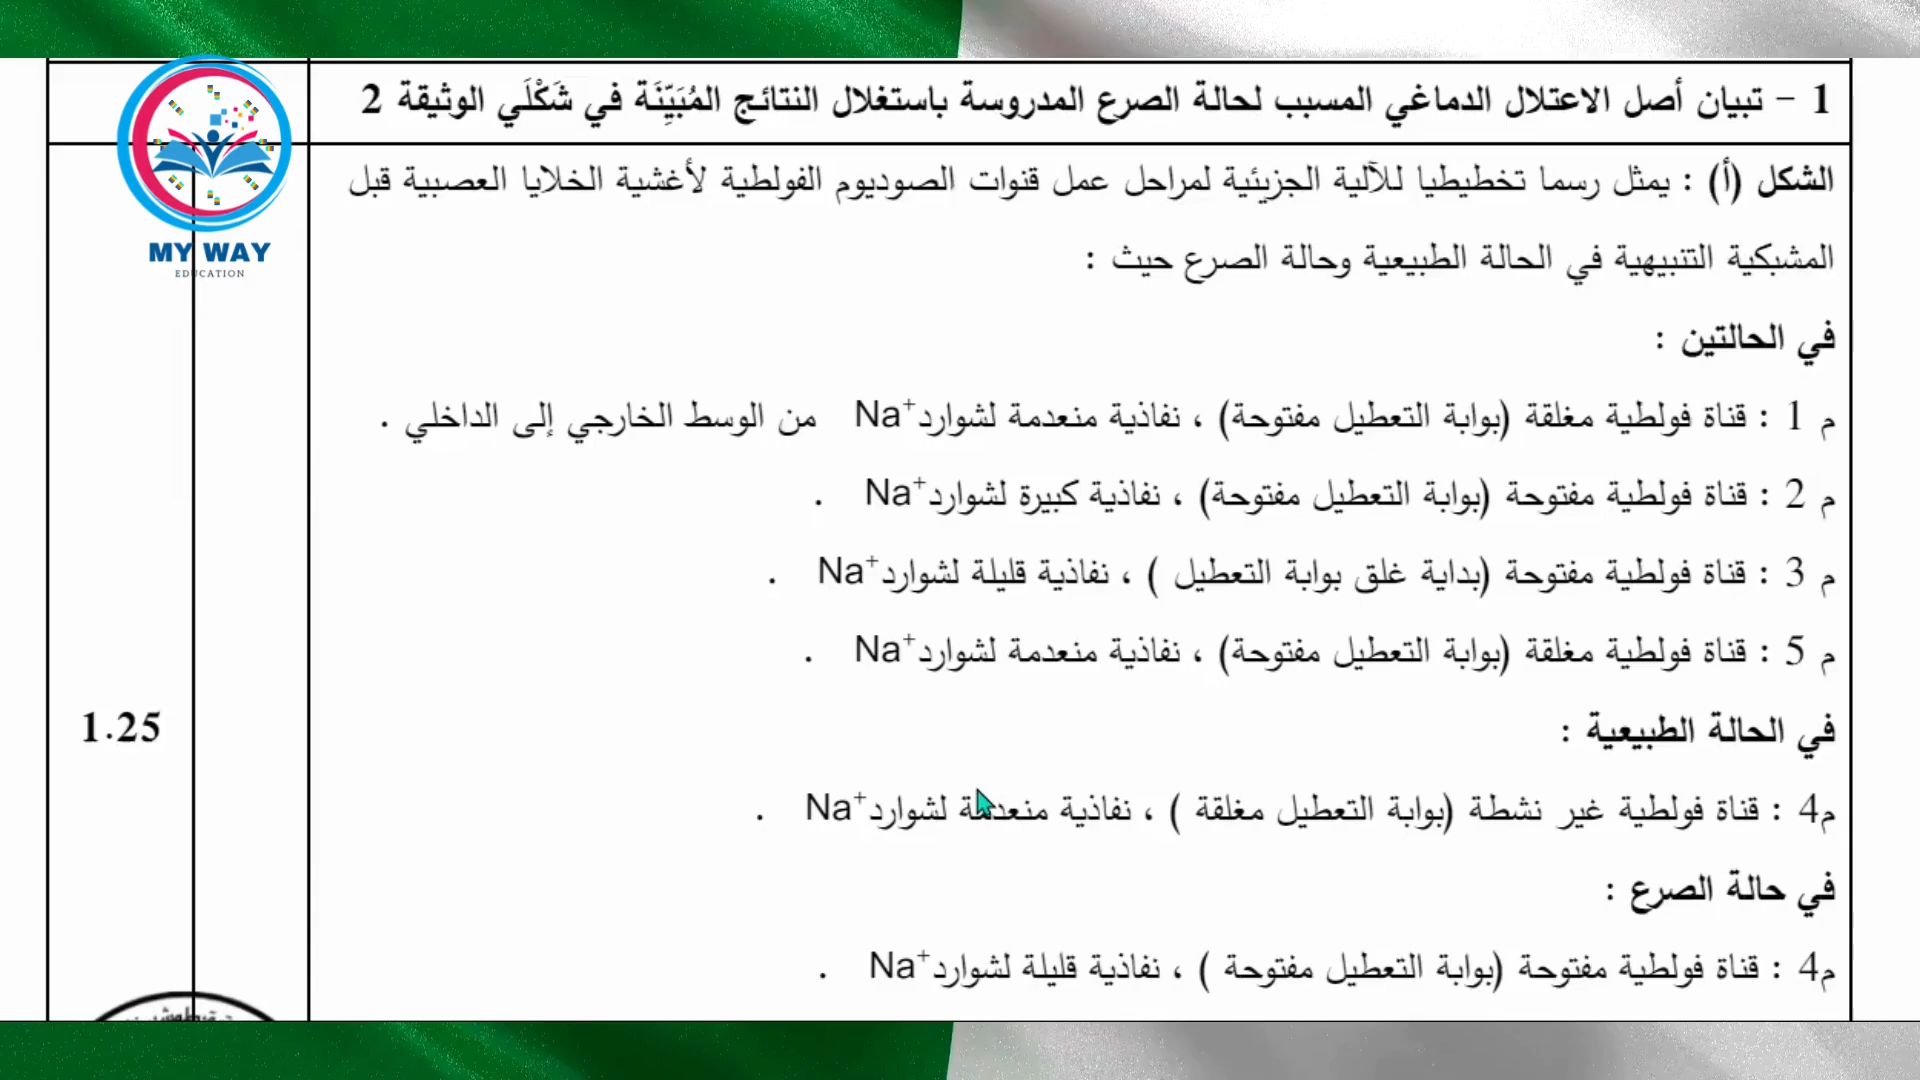 1 - تبيان أصل الاعتلال الدماغي المسبب لحالة الصرع المدروسة باستغلال النتائج المُبَيِّنَة في شَكْلَي الوثيقة 2
MY WAY
EDUCATION
الشكل (أ) : يمثل رسما تخطيطيا للآلية الجزيئية لمراحل عمل قنوات الصوديوم الفولطية لأغشية الخلايا العصبية قبل
المشبكية التنبيهية في الحالة الطبيعية وحالة الصرع حيث :
في الحالتين :
م 1 : قناة فولطية مغلقة (بوابة التعطيل مفتوحة) ، نفاذية منعدمة لشوارد Na⁺ من الوسط الخارجي إلى الداخلي .
م 2 : قناة فولطية مفتوحة (بوابة التعطيل مفتوحة) ، نفاذية كبيرة لشوارد Na⁺ .
م 3 : قناة فولطية مفتوحة (بداية غلق بوابة التعطيل ) ، نفاذية قليلة لشوارد Na⁺ .
م 5 : قناة فولطية مغلقة (بوابة التعطيل مفتوحة) ، نفاذية منعدمة لشوارد Na⁺ .
1.25
في الحالة الطبيعية :
م4 : قناة فولطية غير نشطة (بوابة التعطيل مغلقة ) ، نفاذية منعدمة لشوارد Na⁺ .
في حالة الصرع :
م4 : قناة فولطية مفتوحة (بوابة التعطيل مفتوحة ) ، نفاذية قليلة لشوارد Na⁺ .